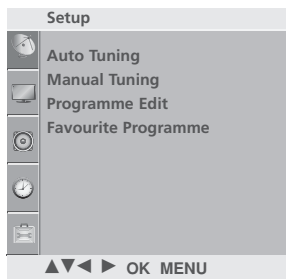 Setup
Auto Tuning
Manual Tuning
Programme Edit
Favourite Programme
▲▼◄ ► OK MENU